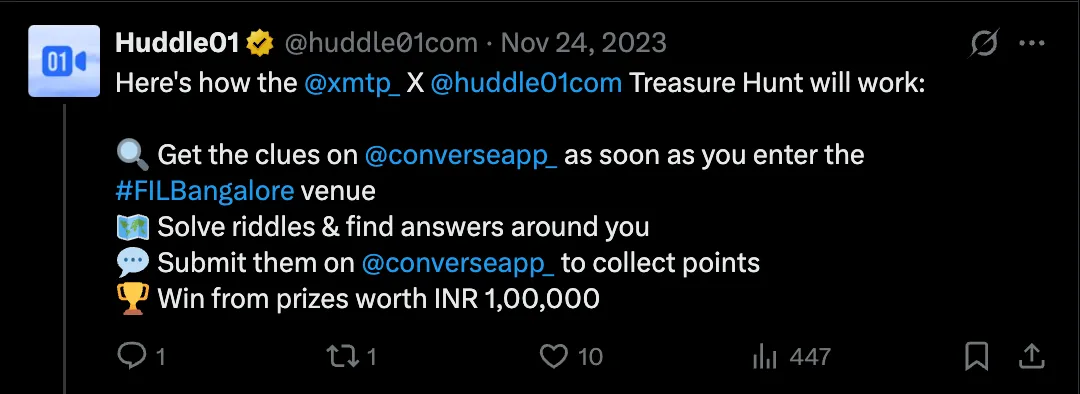 01
Huddle01 @huddle01com · Nov 24, 2023
Here's how the @xmtp_ X @huddle01com Treasure Hunt will work:
🔍 Get the clues on @converseapp_ as soon as you enter the
#FILBangalore venue
🗺️ Solve riddles & find answers around you
💬 Submit them on @converseapp_ to collect points
🏆 Win from prizes worth INR 1,00,000
1 1 10 447